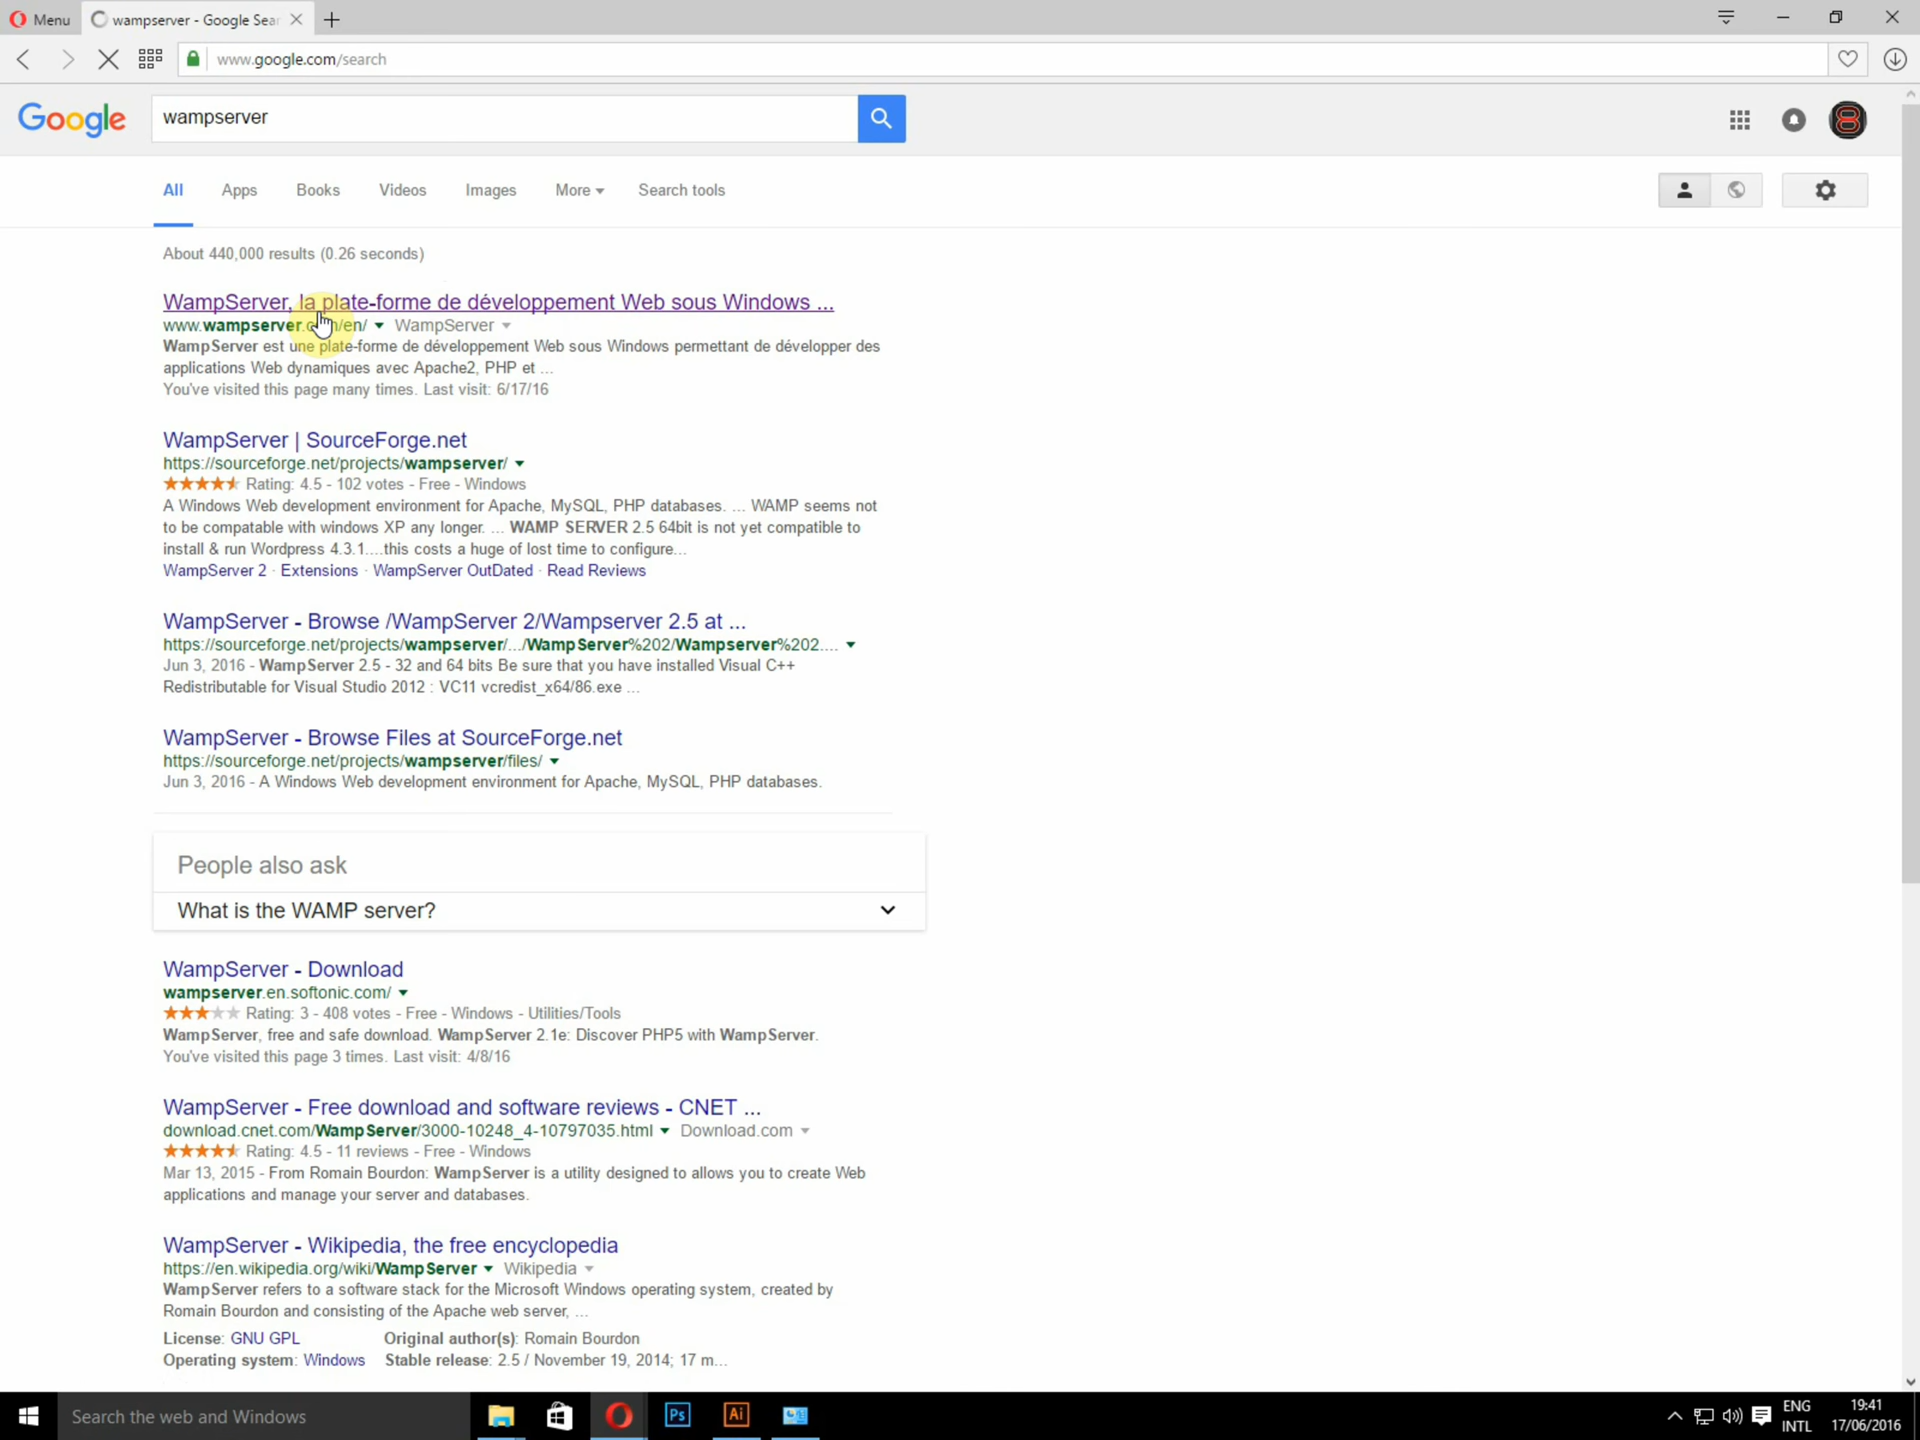 Menu
wampserver - Google Sea
www.google.com/search
Google
wampserver
8
All Apps Books Videos Images More Search tools
About 440,000 results (0.26 seconds)
WampServer, la plate-forme de développement Web sous Windows ...
www.wampserver.com/en/ WampServer
WampServer est une plate-forme de développement Web sous Windows permettant de développer des
applications Web dynamiques avec Apache2, PHP et ...
You've visited this page many times. Last visit: 6/17/16
WampServer | SourceForge.net
https://sourceforge.net/projects/wampserver/
Rating: 4.5 - 102 votes - Free - Windows
A Windows Web development environment for Apache, MySQL, PHP databases. ... WAMP seems not
to be compatable with windows XP any longer. ... WAMP SERVER 2.5 64bit is not yet compatible to
install & run Wordpress 4.3.1....this costs a huge of lost time to configure...
WampServer 2 · Extensions · WampServer OutDated · Read Reviews
WampServer - Browse /WampServer 2/Wampserver 2.5 at ...
https://sourceforge.net/projects/wampserver/.../WampServer%202/Wampserver%202....
Jun 3, 2016 - WampServer 2.5 - 32 and 64 bits Be sure that you have installed Visual C++
Redistributable for Visual Studio 2012 : VC11 vcredist_x64/86.exe ...
WampServer - Browse Files at SourceForge.net
https://sourceforge.net/projects/wampserver/files/
Jun 3, 2016 - A Windows Web development environment for Apache, MySQL, PHP databases.
People also ask
What is the WAMP server?
WampServer - Download
wampserver.en.softonic.com/
Rating: 3 - 408 votes - Free - Windows - Utilities/Tools
WampServer, free and safe download. WampServer 2.1e: Discover PHP5 with WampServer.
You've visited this page 3 times. Last visit: 4/8/16
WampServer - Free download and software reviews - CNET ...
download.cnet.com/WampServer/3000-10248_4-10797035.html Download.com
Rating: 4.5 - 11 reviews - Free - Windows
Mar 13, 2015 - From Romain Bourdon: WampServer is a utility designed to allows you to create Web
applications and manage your server and databases.
WampServer - Wikipedia, the free encyclopedia
https://en.wikipedia.org/wiki/WampServer Wikipedia
WampServer refers to a software stack for the Microsoft Windows operating system, created by
Romain Bourdon and consisting of the Apache web server, ...
License: GNU GPL Original author(s): Romain Bourdon
Operating system: Windows Stable release: 2.5 / November 19, 2014; 17 m...
Search the web and Windows
Ps
Ai
ENG
INTL
19:41
17/06/2016